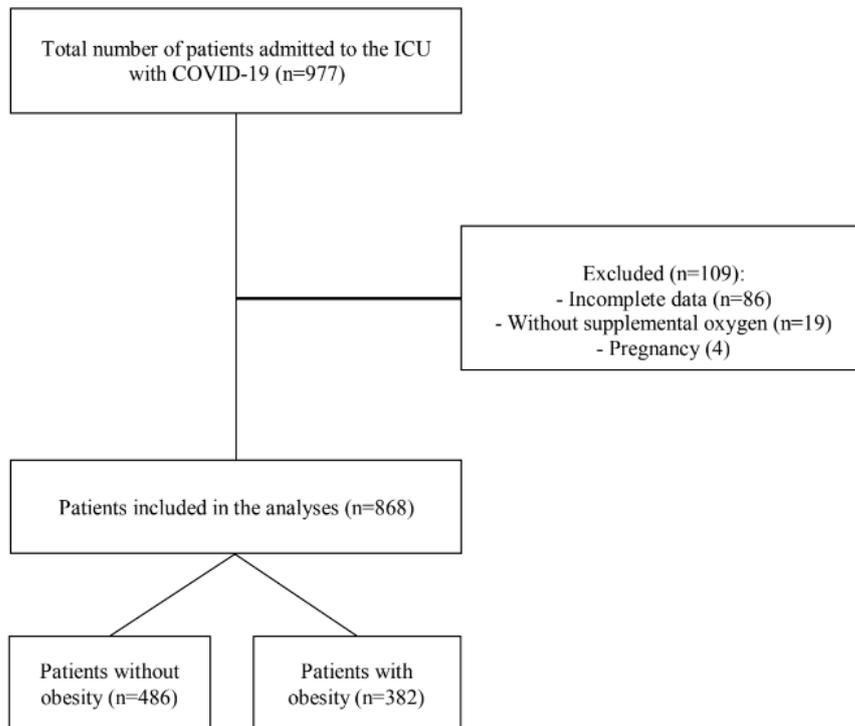 Total number of patients admitted to the ICU
with COVID-19 (n=977)
Excluded (n=109):
- Incomplete data (n=86)
- Without supplemental oxygen (n=19)
- Pregnancy (4)
Patients included in the analyses (n=868)
Patients without
obesity (n=486)
Patients with
obesity (n=382)